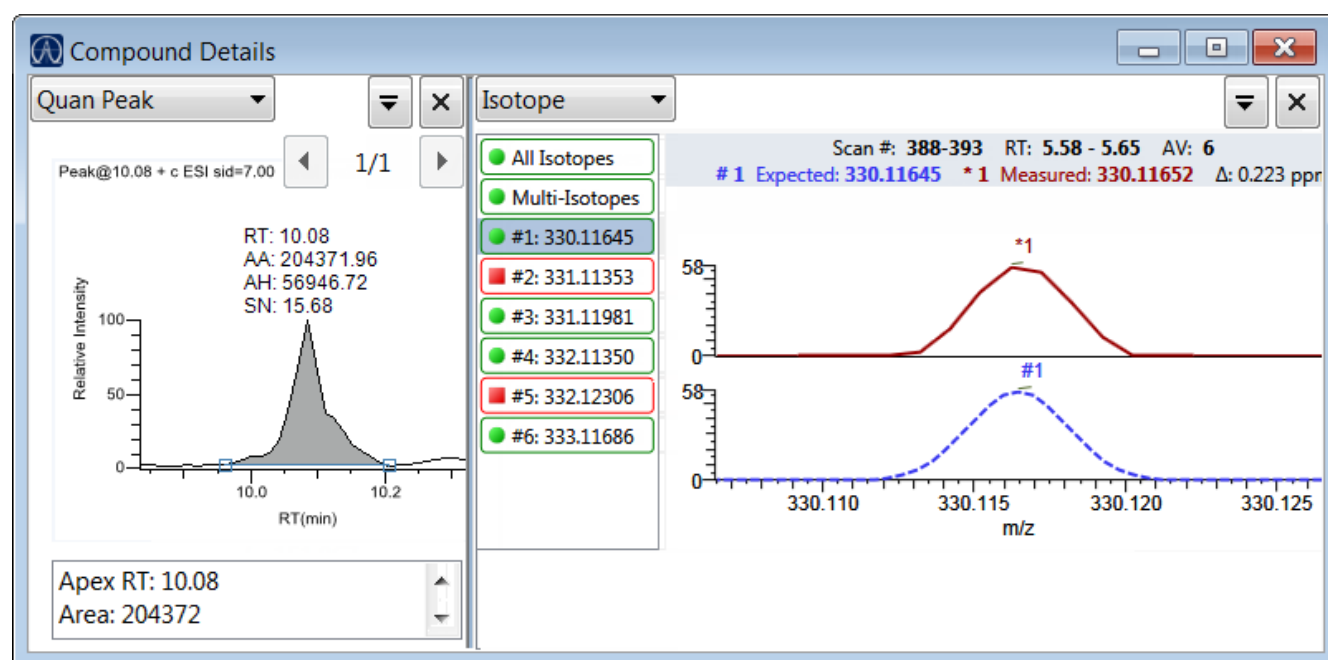 Compound Details
Quan Peak
Peak@10.08 + c ESI sid=7.00
1/1
RT: 10.08
AA: 204371.96
AH: 56946.72
SN: 15.68
Relative Intensity
100
50
0
10.0 10.2
RT(min)
Apex RT: 10.08
Area: 204372
Isotope
All Isotopes
Multi-Isotopes
#1: 330.11645
#2: 331.11353
#3: 331.11981
#4: 332.11350
#5: 332.12306
#6: 333.11686
Scan #: 388-393 RT: 5.58 - 5.65 AV: 6
# 1 Expected: 330.11645 * 1 Measured: 330.11652 Δ: 0.223 ppm
*1
58
0
#1
58
0
330.110 330.115 330.120 330.125
m/z